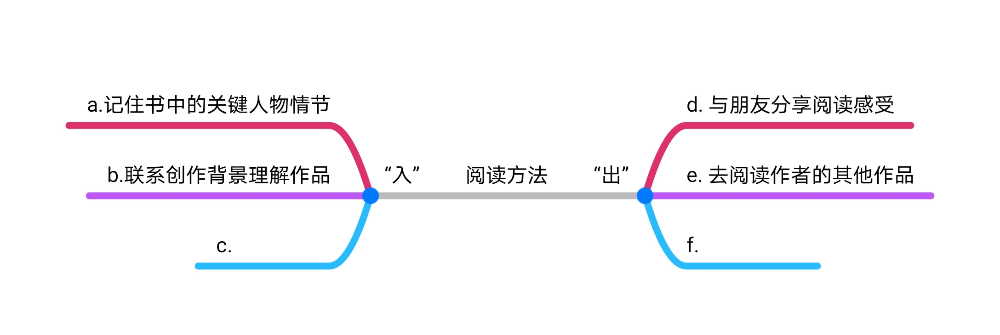 a.记住书中的关键人物情节
b.联系创作背景理解作品
c.
“入” 阅读方法 “出”
d. 与朋友分享阅读感受
e. 去阅读作者的其他作品
f.